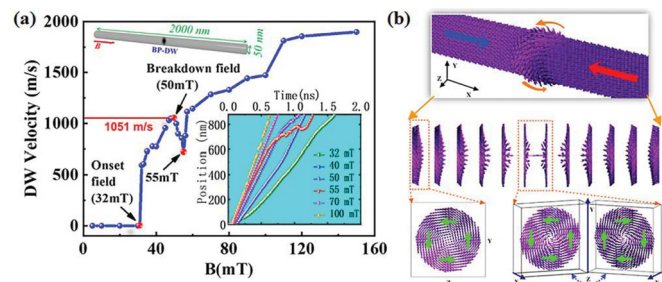 (a)
2000
1500
1000
500
0
DW Velocity (m/s)
2000 nm
50 nm
B
BP-DW
Breakdown field
(50mT)
1051 m/s
Onset
field
(32mT)
55mT
Time(ns)
0.0 0.5 1.0 1.5 2.0
Position (nm)
800
600
400
200
0
32 mT
40 mT
50 mT
55 mT
70 mT
100 mT
0 40 80 120 160
B(mT)
(b)
Y
Z
X
Y
Z
Y
Z